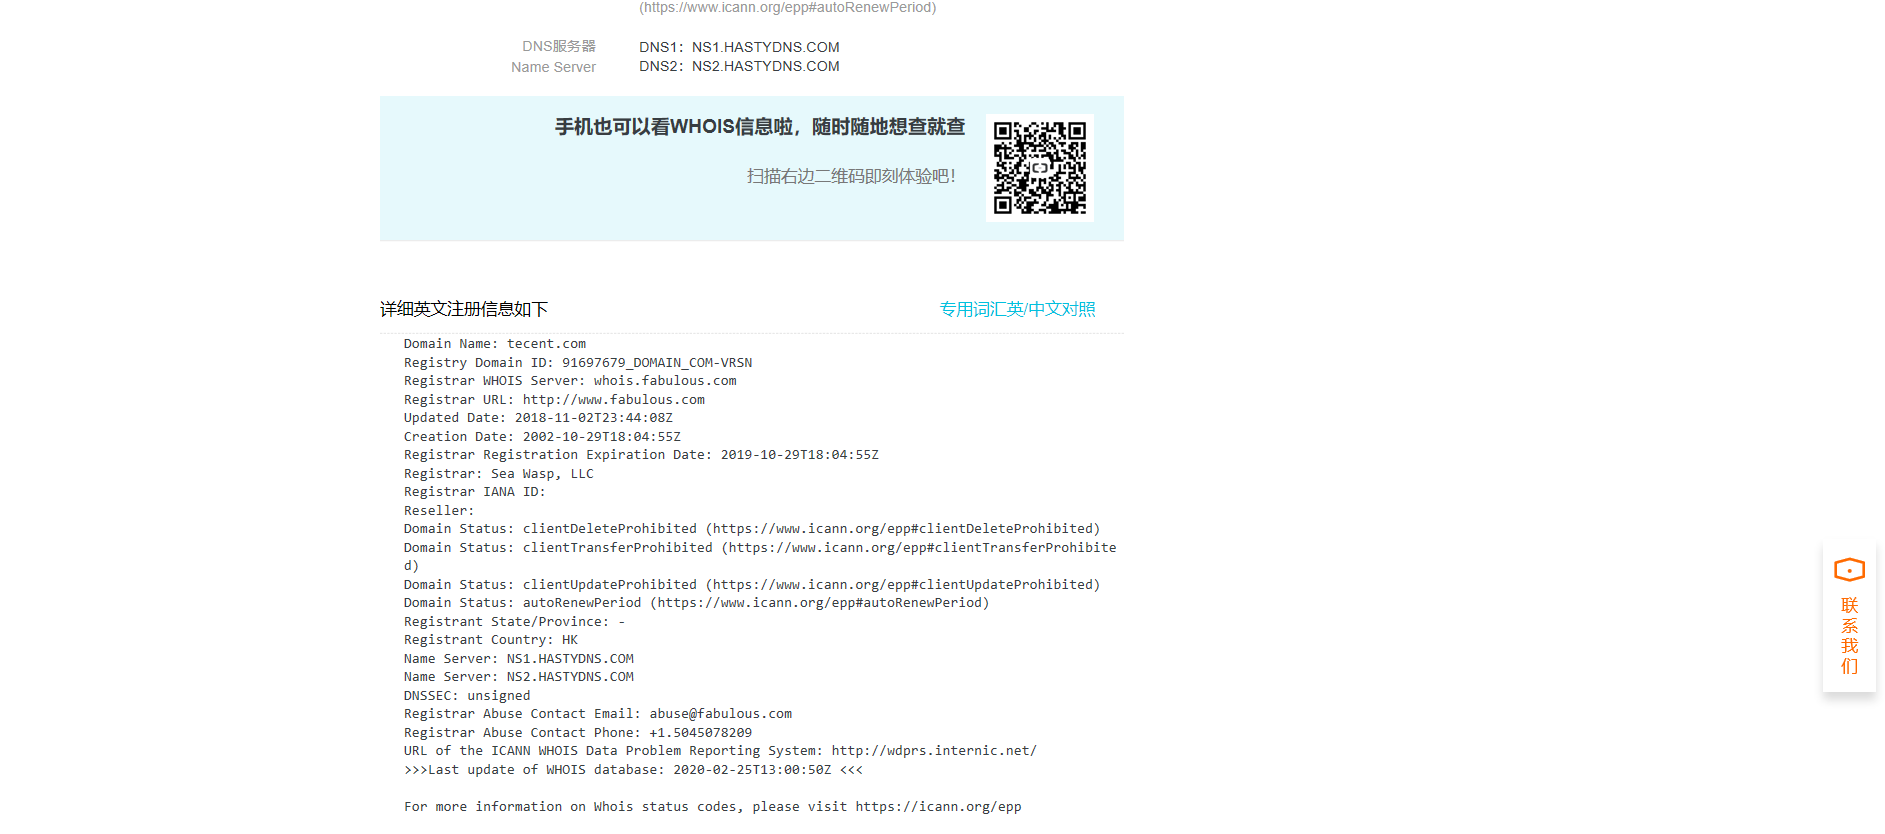 (https://www.icann.org/epp#autoRenewPeriod)
DNS服务器
Name Server
DNS1：NS1.HASTYDNS.COM
DNS2：NS2.HASTYDNS.COM
手机也可以看WHOIS信息啦，随时随地想查就查
扫描右边二维码即刻体验吧！
详细英文注册信息如下
专用词汇英/中文对照
Domain Name: tecent.com
Registry Domain ID: 91697679_DOMAIN_COM-VRSN
Registrar WHOIS Server: whois.fabulous.com
Registrar URL: http://www.fabulous.com
Updated Date: 2018-11-02T23:44:08Z
Creation Date: 2002-10-29T18:04:55Z
Registrar Registration Expiration Date: 2019-10-29T18:04:55Z
Registrar: Sea Wasp, LLC
Registrar IANA ID:
Reseller:
Domain Status: clientDeleteProhibited (https://www.icann.org/epp#clientDeleteProhibited)
Domain Status: clientTransferProhibited (https://www.icann.org/epp#clientTransferProhibite
d)
Domain Status: clientUpdateProhibited (https://www.icann.org/epp#clientUpdateProhibited)
Domain Status: autoRenewPeriod (https://www.icann.org/epp#autoRenewPeriod)
Registrant State/Province: -
Registrant Country: HK
Name Server: NS1.HASTYDNS.COM
Name Server: NS2.HASTYDNS.COM
DNSSEC: unsigned
Registrar Abuse Contact Email: abuse@fabulous.com
Registrar Abuse Contact Phone: +1.5045078209
URL of the ICANN WHOIS Data Problem Reporting System: http://wdprs.internic.net/
>>>Last update of WHOIS database: 2020-02-25T13:00:50Z <<<
For more information on Whois status codes, please visit https://icann.org/epp
联系我们